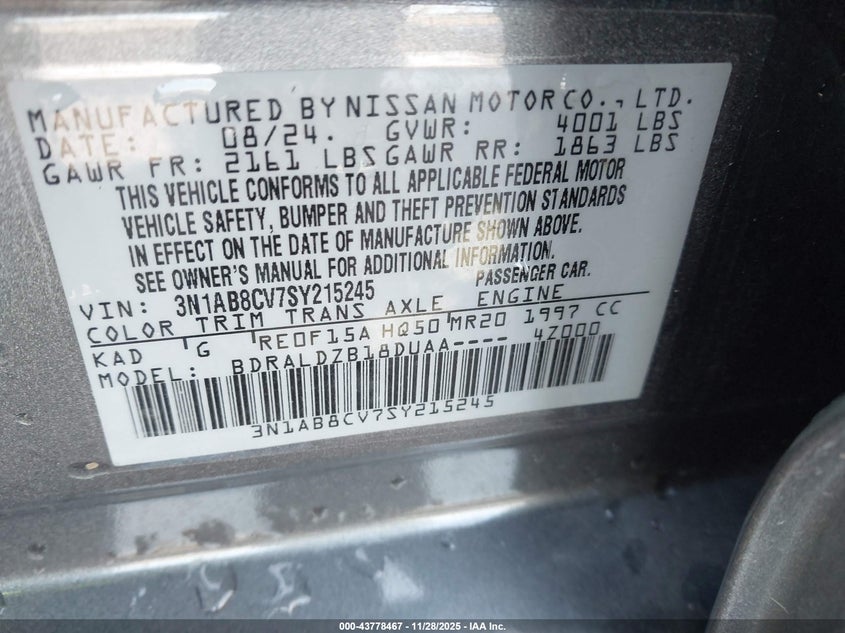 MANUFACTURED BY NISSAN MOTOR CO., LTD.
DATE: 08/24. GVWR: 4001 LBS
GAWR FR: 2161 LBS GAWR RR: 1863 LBS
THIS VEHICLE CONFORMS TO ALL APPLICABLE FEDERAL MOTOR
VEHICLE SAFETY, BUMPER AND THEFT PREVENTION STANDARDS
IN EFFECT ON THE DATE OF MANUFACTURE SHOWN ABOVE.
SEE OWNER'S MANUAL FOR ADDITIONAL INFORMATION.
VIN: 3N1AB8CV7SY215245 PASSENGER CAR.
COLOR TRIM TRANS AXLE ENGINE
KAD G RE0F15A HQ50 MR20 1997 CC
MODEL: BDRALDZB18DUAA---- 4Z000
3N1AB8CV7SY215245
000-43778467 - 11/28/2025 - IAA Inc.